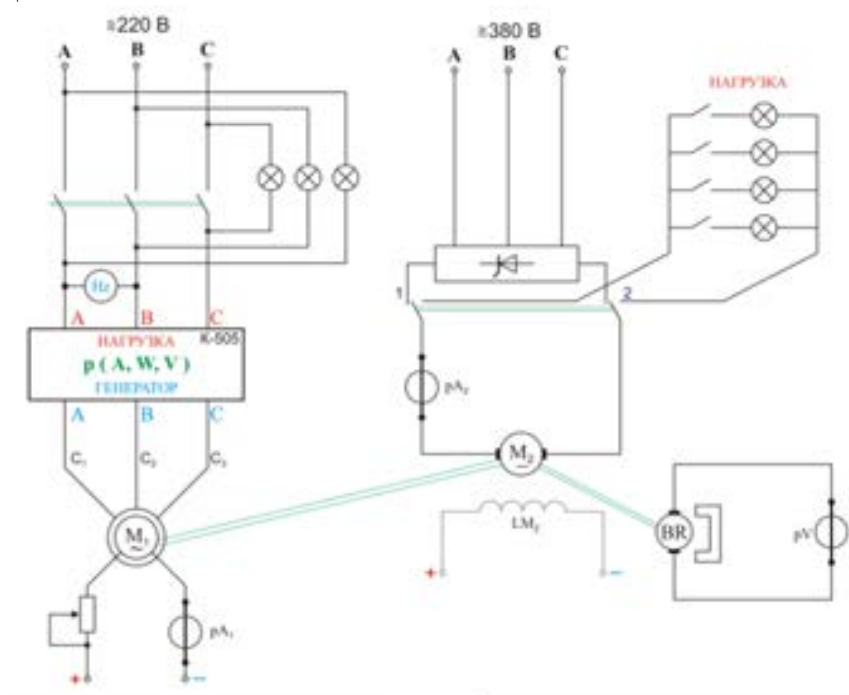 ≅220 В
A B C
Hz
A B C
НАГРУЗКА K-505
p ( A, W, V )
ГЕНЕРАТОР
A B C
C₁ C₂ C₃
M₁
~
pA₁
+ −
≅380 В
A B C
НАГРУЗКА
1 2
pA₂
M₂
LM₂
+ −
BR
pV